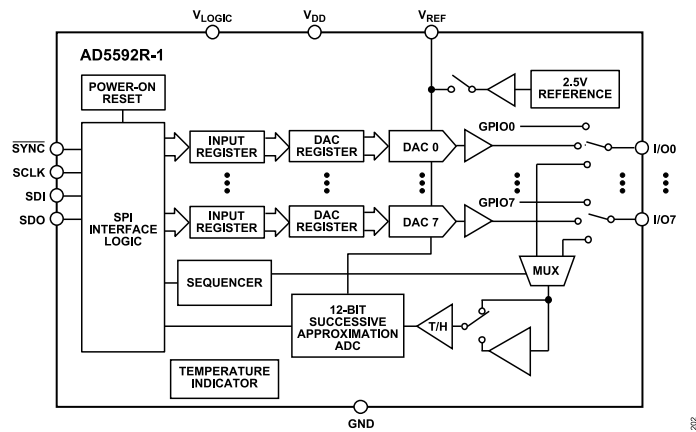 VLOGIC
VDD
VREF
AD5592R-1
POWER-ON
RESET
2.5V
REFERENCE
SYNC
SCLK
SDI
SDO
SPI
INTERFACE
LOGIC
INPUT
REGISTER
DAC
REGISTER
DAC 0
GPIO0
I/O0
INPUT
REGISTER
DAC
REGISTER
DAC 7
GPIO7
I/O7
SEQUENCER
MUX
12-BIT
SUCCESSIVE
APPROXIMATION
ADC
T/H
TEMPERATURE
INDICATOR
GND
202